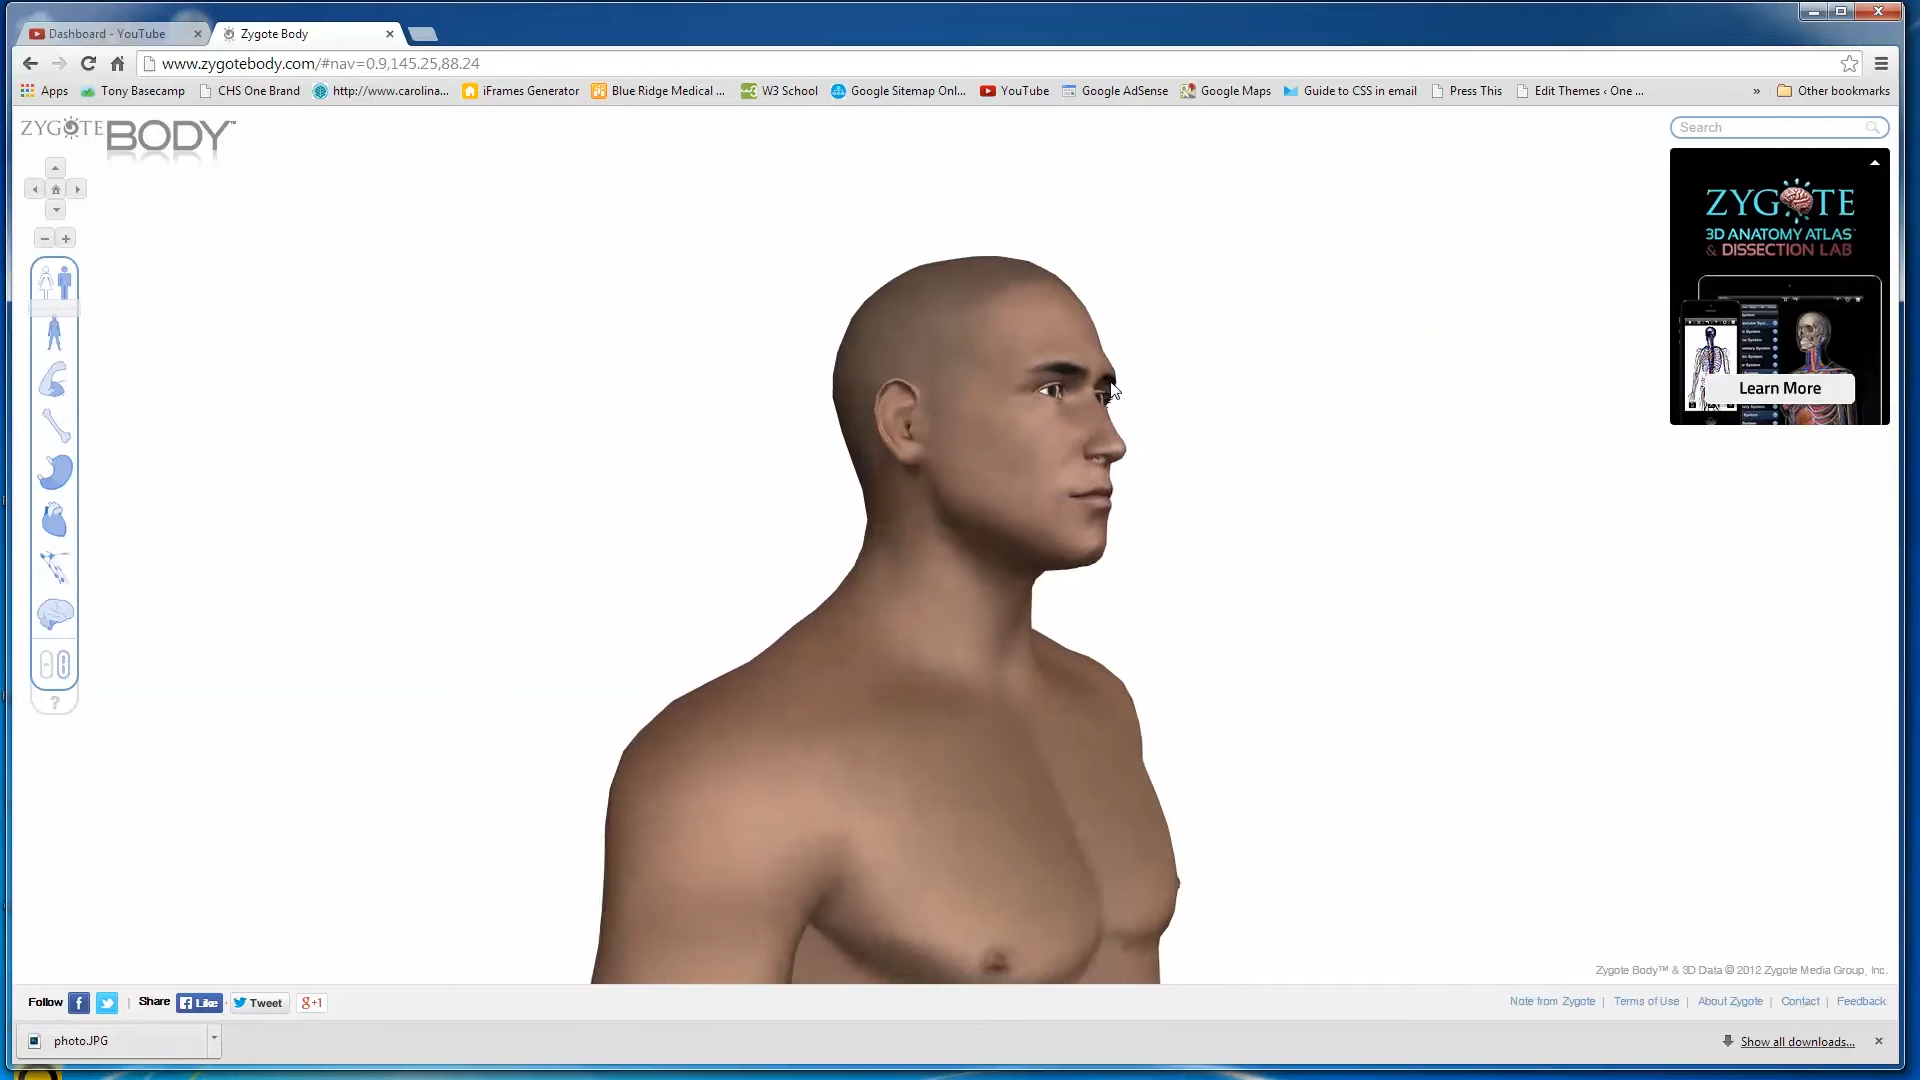 Dashboard - YouTube
Zygote Body
www.zygotebody.com/#nav=0.9,145.25,88.24
Apps
Tony Basecamp
CHS One Brand
http://www.carolina...
iFrames Generator
Blue Ridge Medical ...
W3 School
Google Sitemap Onl...
YouTube
Google AdSense
Google Maps
Guide to CSS in email
Press This
Edit Themes ‹ One ...
»
Other bookmarks
ZYGOTE BODY™
Search
ZYGOTE
3D ANATOMY ATLAS™
& DISSECTION LAB
Learn More
?
Zygote Body™ & 3D Data © 2012 Zygote Media Group, Inc.
Follow
Share
Like
Tweet
g+1
Note from Zygote | Terms of Use | About Zygote | Contact | Feedback
photo.JPG
Show all downloads...